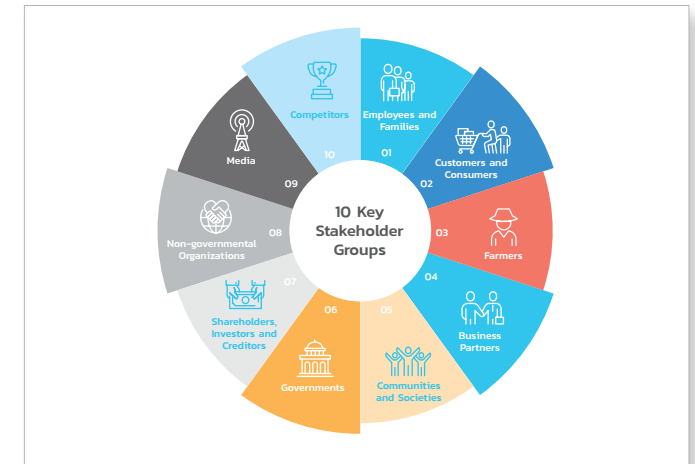 10 Key
Stakeholder
Groups
Employees and
Families
01
Customers and
Consumers
02
Farmers
03
Business
Partners
04
Communities
and Societies
05
Governments
06
Shareholders,
Investors and
Creditors
07
Non-governmental
Organizations
08
Media
09
Competitors
10